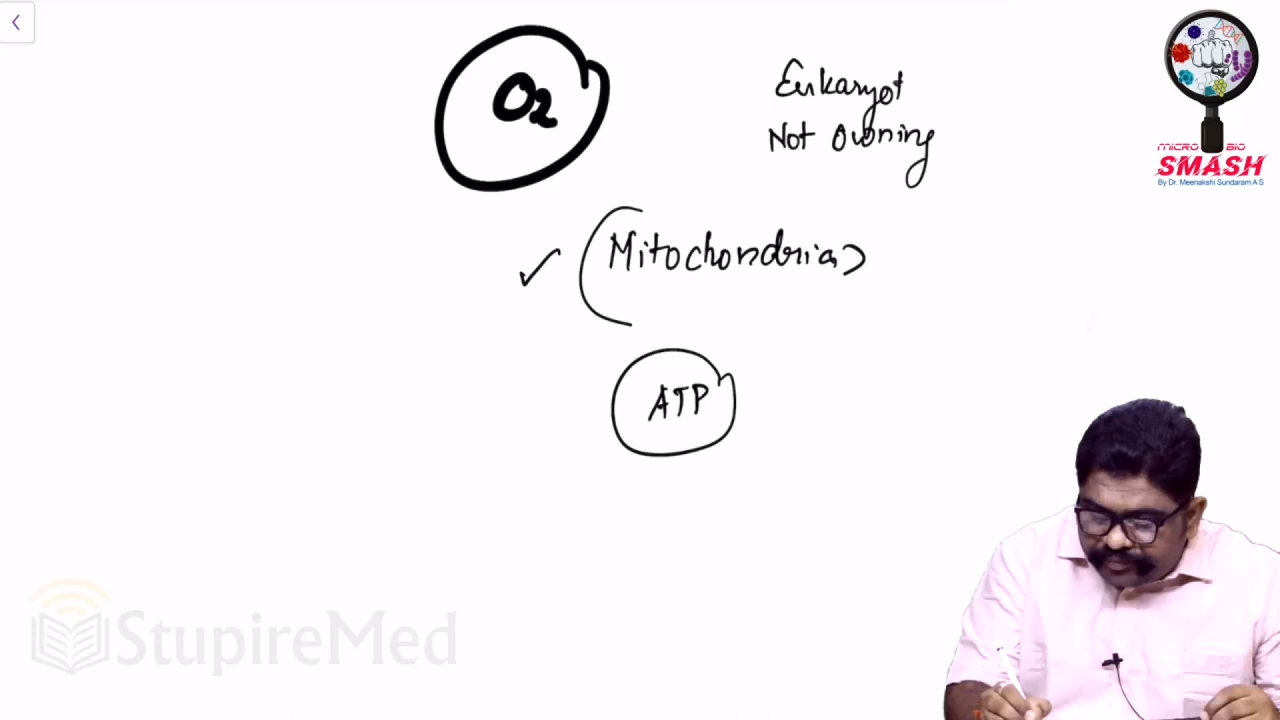 O2
Eukaryot
Not Owning
✓ (Mitochondria)
ATP
MICRO BIO
SMASH
By Dr. Meenakshi Sundaram A S
StupireMed